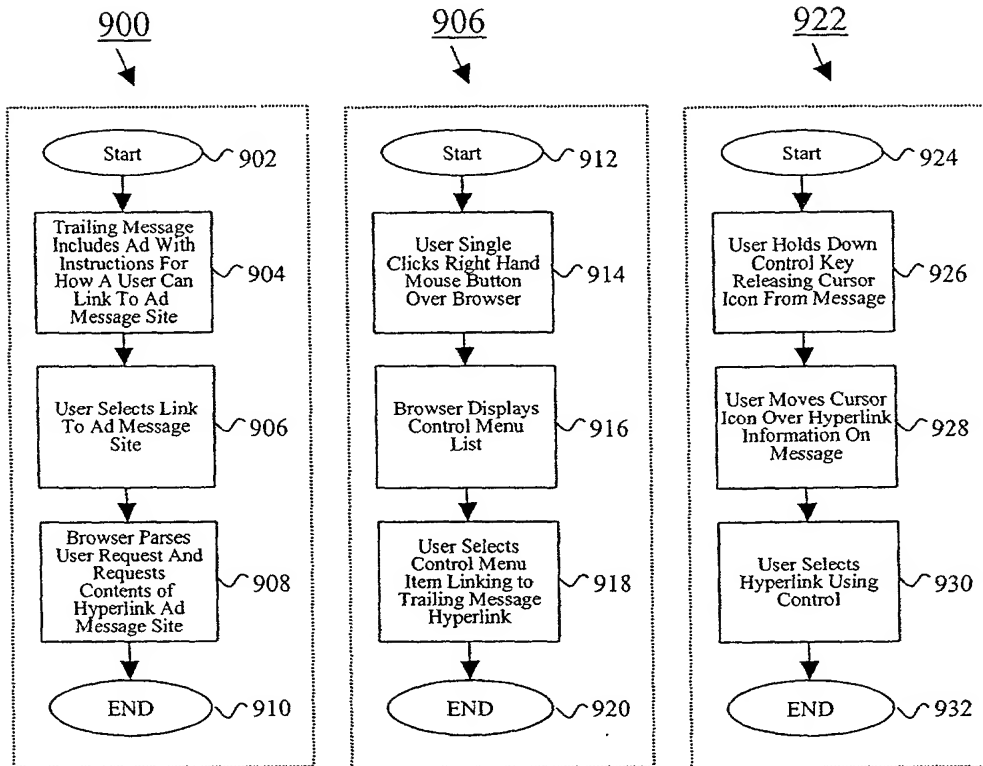 900
906
922
Start
902
Trailing Message
Includes Ad With
Instructions For
How A User Can
Link To Ad
Message Site
904
User Selects Link
To Ad Message
Site
906
Browser Parses
User Request And
Requests
Contents of
Hyperlink Ad
Message Site
908
END
910
Start
912
User Single
Clicks Right Hand
Mouse Button
Over Browser
914
Browser Displays
Control Menu
List
916
User Selects
Control Menu
Item Linking to
Trailing Message
Hyperlink
918
END
920
Start
924
User Holds Down
Control Key
Releasing Cursor
Icon From Message
926
User Moves Cursor
Icon Over Hyperlink
Information On
Message
928
User Selects
Hyperlink Using
Control
930
END
932